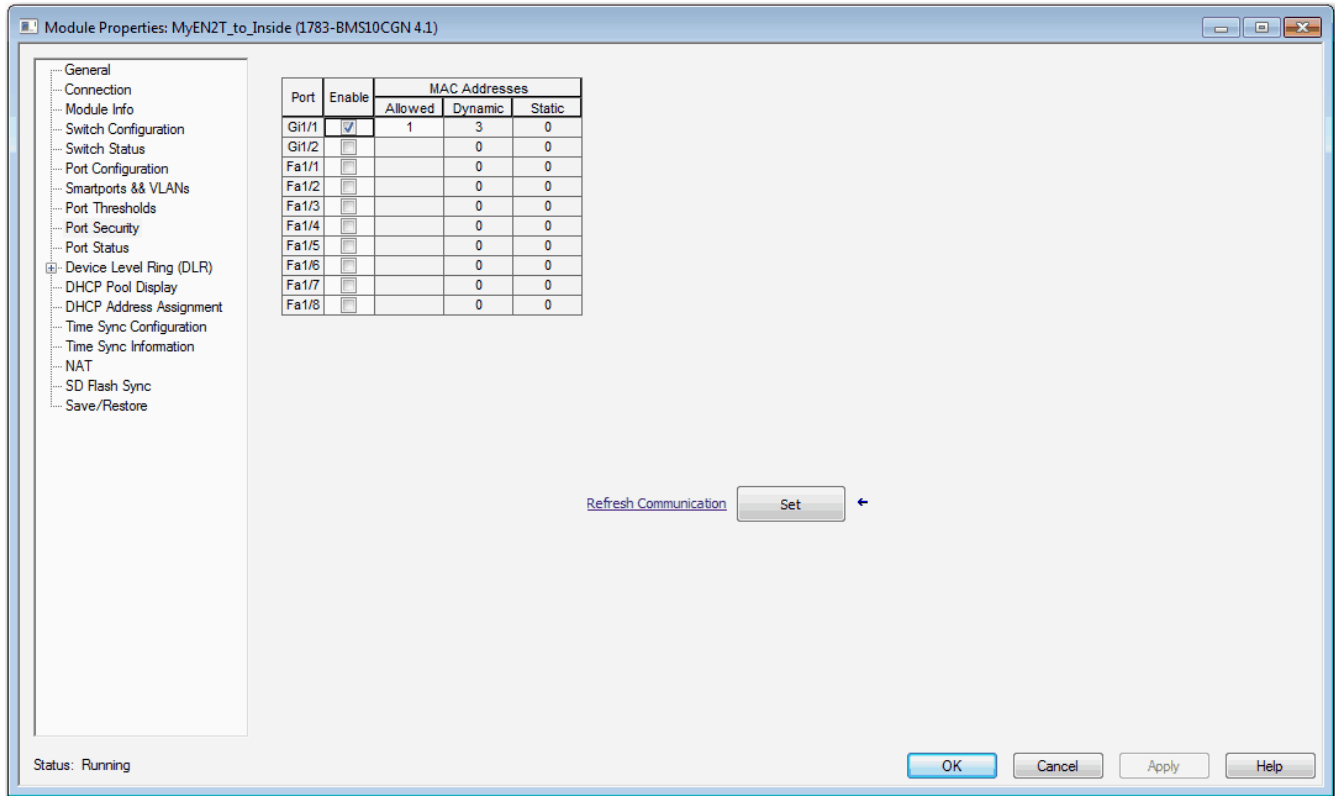 Module Properties: MyEN2T_to_Inside (1783-BMS10CGN 4.1)
General
Connection
Module Info
Switch Configuration
Switch Status
Port Configuration
Smartports && VLANs
Port Thresholds
Port Security
Port Status
Device Level Ring (DLR)
DHCP Pool Display
DHCP Address Assignment
Time Sync Configuration
Time Sync Information
NAT
SD Flash Sync
Save/Restore
Port Enable MAC Addresses
Allowed Dynamic Static
Gi1/1 1 3 0
Gi1/2 0 0
Fa1/1 0 0
Fa1/2 0 0
Fa1/3 0 0
Fa1/4 0 0
Fa1/5 0 0
Fa1/6 0 0
Fa1/7 0 0
Fa1/8 0 0
Refresh Communication Set
Status: Running OK Cancel Apply Help